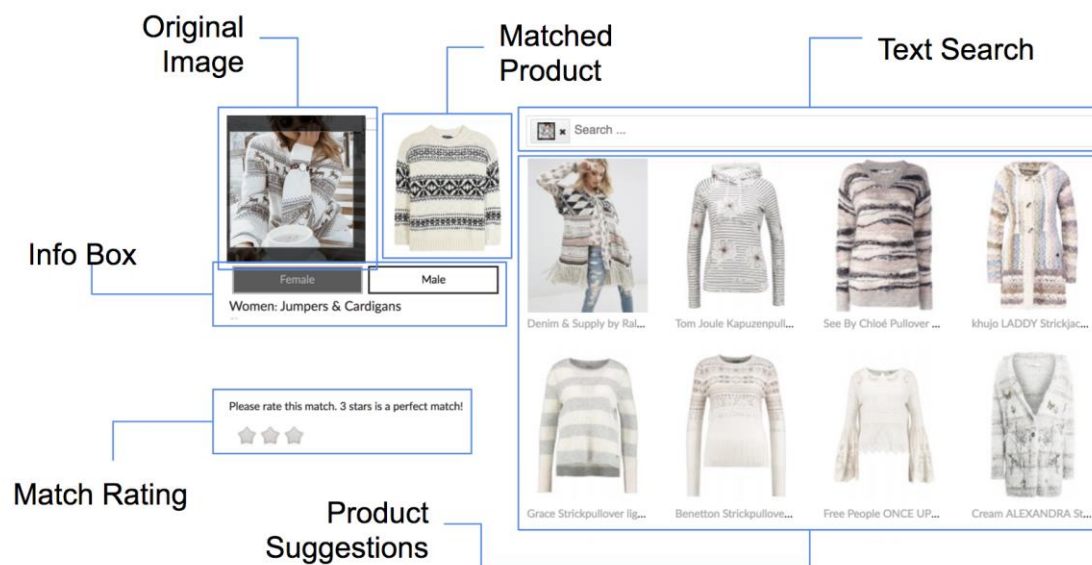 Original
Image
Matched
Product
Text Search
Search ...
Info Box
Female
Male
Women: Jumpers & Cardigans
Denim & Supply by Ral...
Tom Joule Kapuzenpull...
See By Chloé Pullover ...
khujo LADDY Strickjac...
Please rate this match. 3 stars is a perfect match!
Match Rating
Grace Strickpullover lig...
Benetton Strickpullove...
Free People ONCE UP...
Cream ALEXANDRA St...
Product
Suggestions